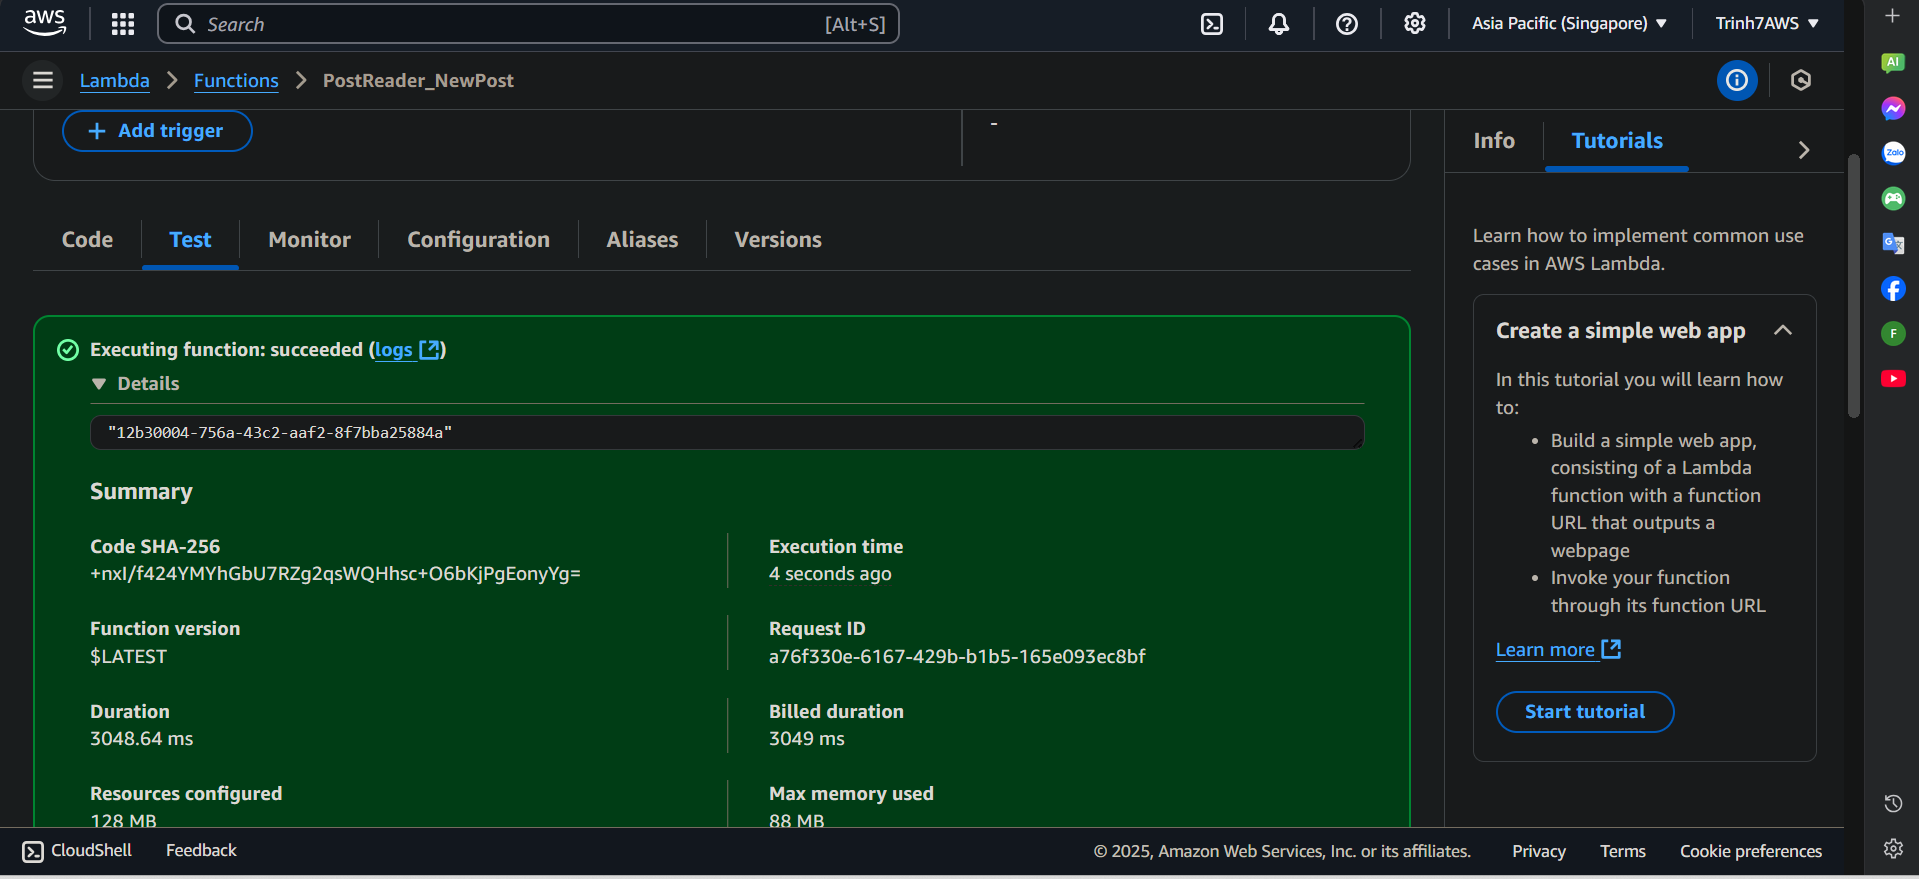 aws
Search
[Alt+S]
Asia Pacific (Singapore)
Trinh7AWS
Lambda
Functions
PostReader_NewPost
Add trigger
-
Code
Test
Monitor
Configuration
Aliases
Versions
Executing function: succeeded (logs)
Details
"12b30004-756a-43c2-aaf2-8f7bba25884a"
Summary
Code SHA-256
+nxI/f424YMYhGbU7RZg2qsWQHhsc+O6bKjPgEonyYg=
Execution time
4 seconds ago
Function version
$LATEST
Request ID
a76f330e-6167-429b-b1b5-165e093ec8bf
Duration
3048.64 ms
Billed duration
3049 ms
Resources configured
128 MB
Max memory used
88 MB
Info
Tutorials
Learn how to implement common use
cases in AWS Lambda.
Create a simple web app
In this tutorial you will learn how
to:
• Build a simple web app,
consisting of a Lambda
function with a function
URL that outputs a
webpage
• Invoke your function
through its function URL
Learn more
Start tutorial
AI
Zalo
G
F
CloudShell
Feedback
© 2025, Amazon Web Services, Inc. or its affiliates.
Privacy
Terms
Cookie preferences